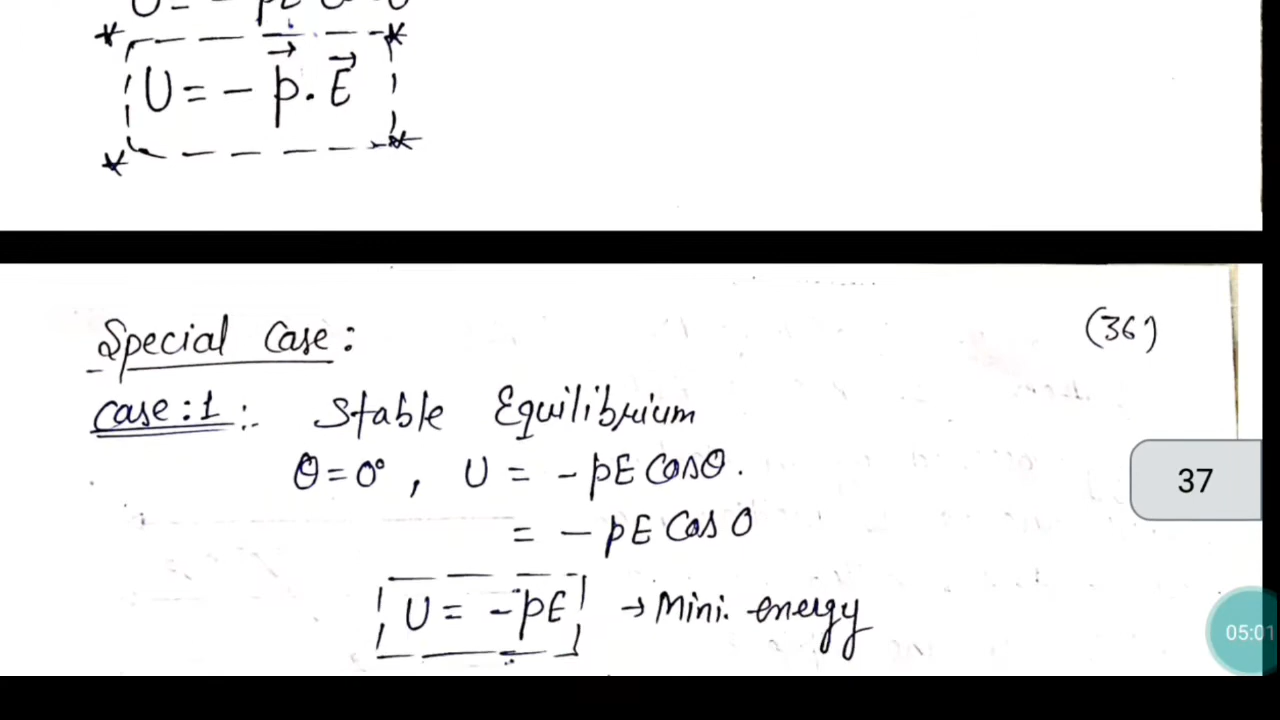 U = - pE
U = - p⃗ . E⃗
Special Case :
(36)
Case : 1 :- Stable Equilibrium
θ = 0° , U = - pE Cosθ .
37
= - pE Cos 0
U = - pE → Mini. energy
05:01